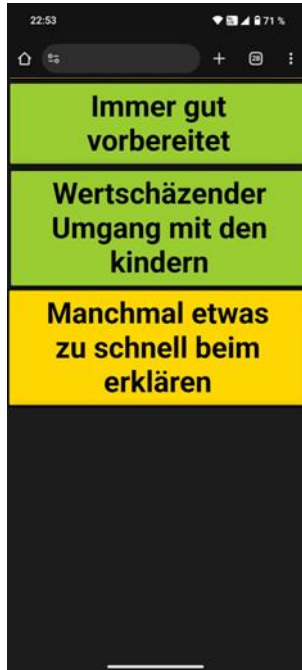 22:53
71 %
28
Immer gut
vorbereitet
Wertschäzender
Umgang mit den
kindern
Manchmal etwas
zu schnell beim
erklären